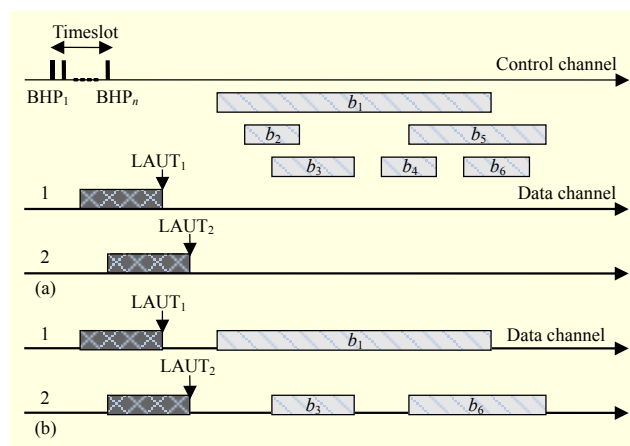 Timeslot
Control channel
BHP1 BHPn
b1
b2 b5
b3 b4 b6
LAUT1
1 Data channel
LAUT2
2
(a)
LAUT1
1 Data channel
b1
LAUT2
2 b3 b6
(b)